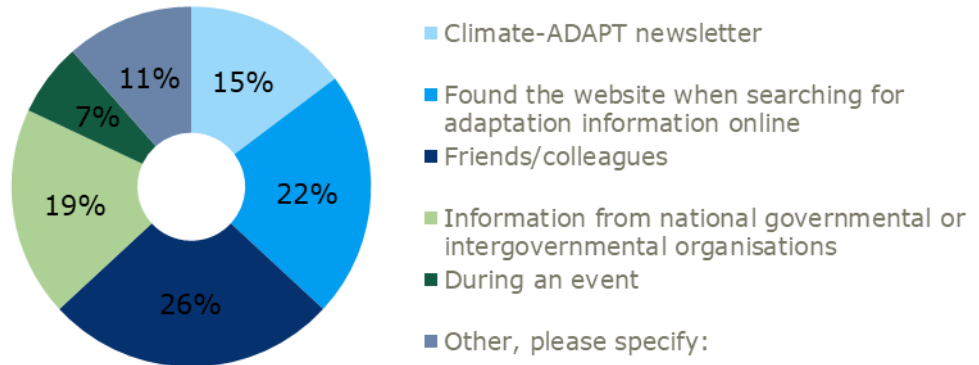 11%
15%
7%
22%
19%
26%
Climate-ADAPT newsletter
Found the website when searching for
adaptation information online
Friends/colleagues
Information from national governmental or
intergovernmental organisations
During an event
Other, please specify: